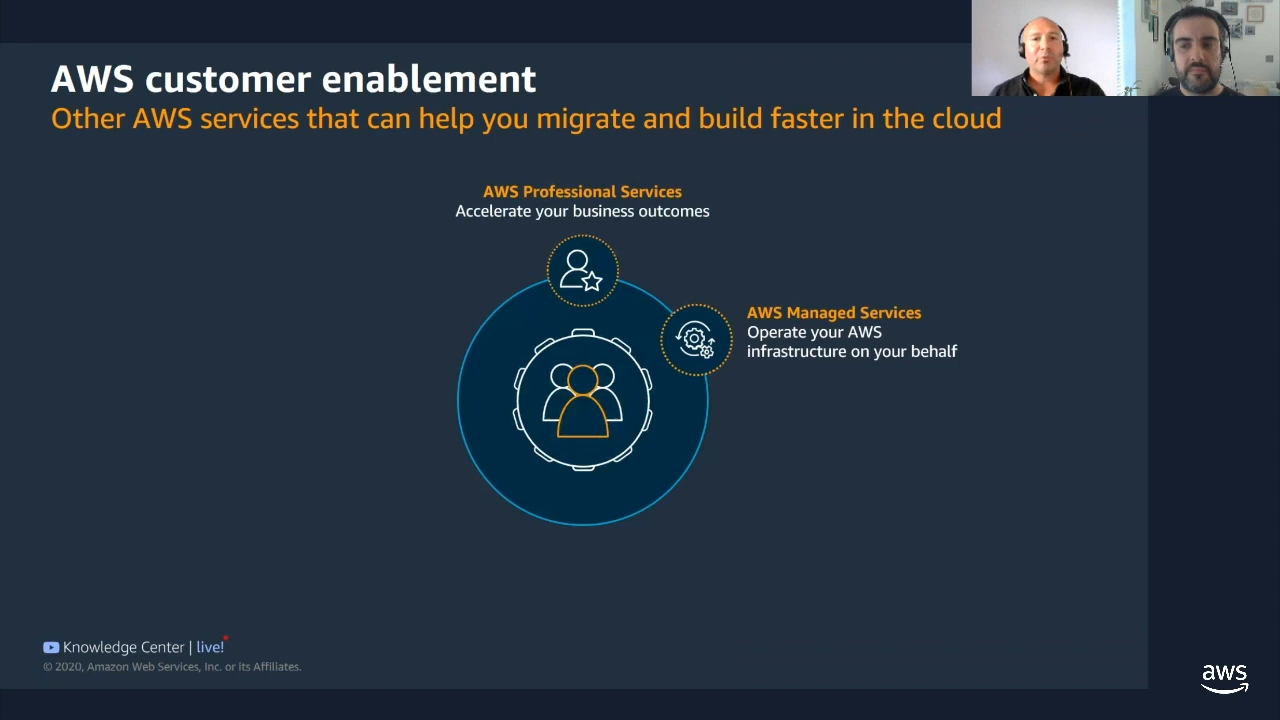 AWS customer enablement
Other AWS services that can help you migrate and build faster in the cloud
AWS Professional Services
Accelerate your business outcomes
AWS Managed Services
Operate your AWS
infrastructure on your behalf
Knowledge Center | live!
© 2020, Amazon Web Services, Inc. or its Affiliates.
aws